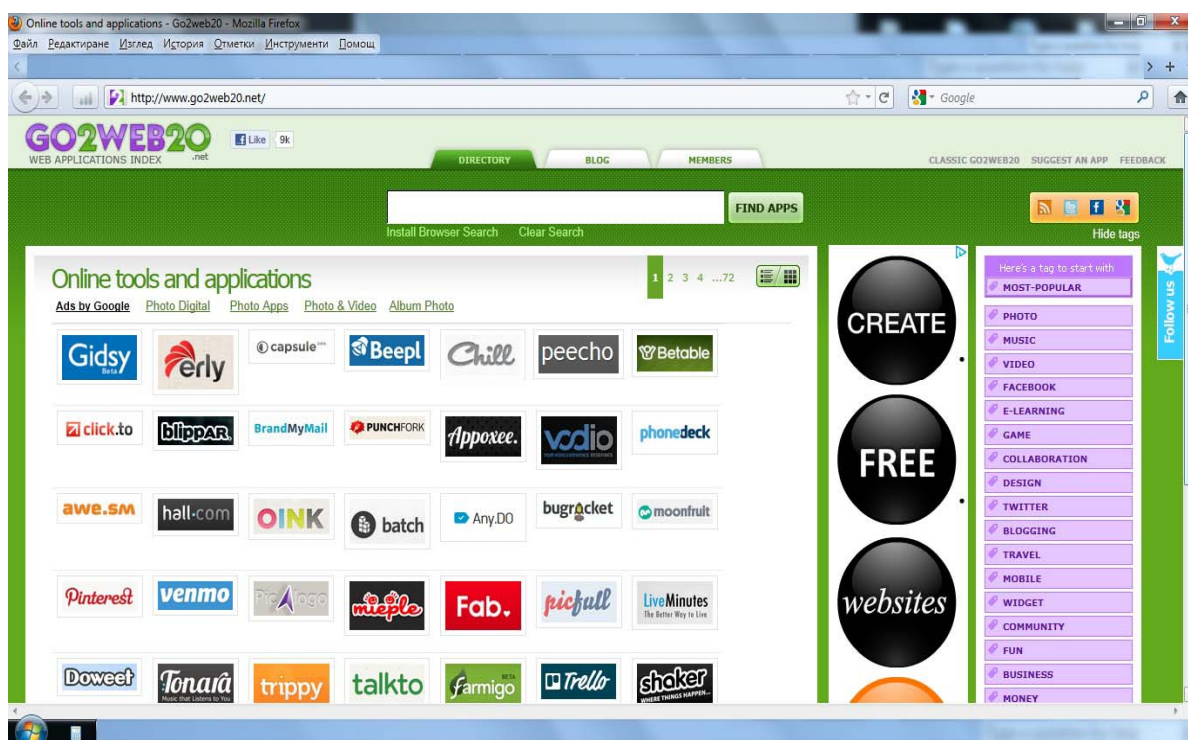 Online tools and applications - Go2web20 - Mozilla Firefox
Файл Редактиране Изглед История Отметки Инструменти Помощ
http://www.go2web20.net/
Google
GO2WEB20
WEB APPLICATIONS INDEX .net
Like 9k
DIRECTORY BLOG MEMBERS
CLASSIC GO2WEB20 SUGGEST AN APP FEEDBACK
FIND APPS
Install Browser Search Clear Search
Hide tags
Online tools and applications
1 2 3 4 ...72
Ads by Google Photo Digital Photo Apps Photo & Video Album Photo
Gidsy Beta erly capsule Beepl Chill peecho Betable
click.to blippAR BrandMyMail PUNCHFORK Appoxee. vodio phonedeck
awe.sm hall.com OINK batch Any.DO bugrocket moonfruit
Pinterest venmo mieple Fab. picfull LiveMinutes
The Better Way to Live
Doweet Tonara trippy talkto farmigo BETA Trello shaker
Music that Listens to You
WHERE THINGS HAPPEN...
CREATE
FREE
websites
Here's a tag to start with
MOST-POPULAR
PHOTO
MUSIC
VIDEO
FACEBOOK
E-LEARNING
GAME
COLLABORATION
DESIGN
TWITTER
BLOGGING
TRAVEL
MOBILE
WIDGET
COMMUNITY
FUN
BUSINESS
MONEY
Follow us